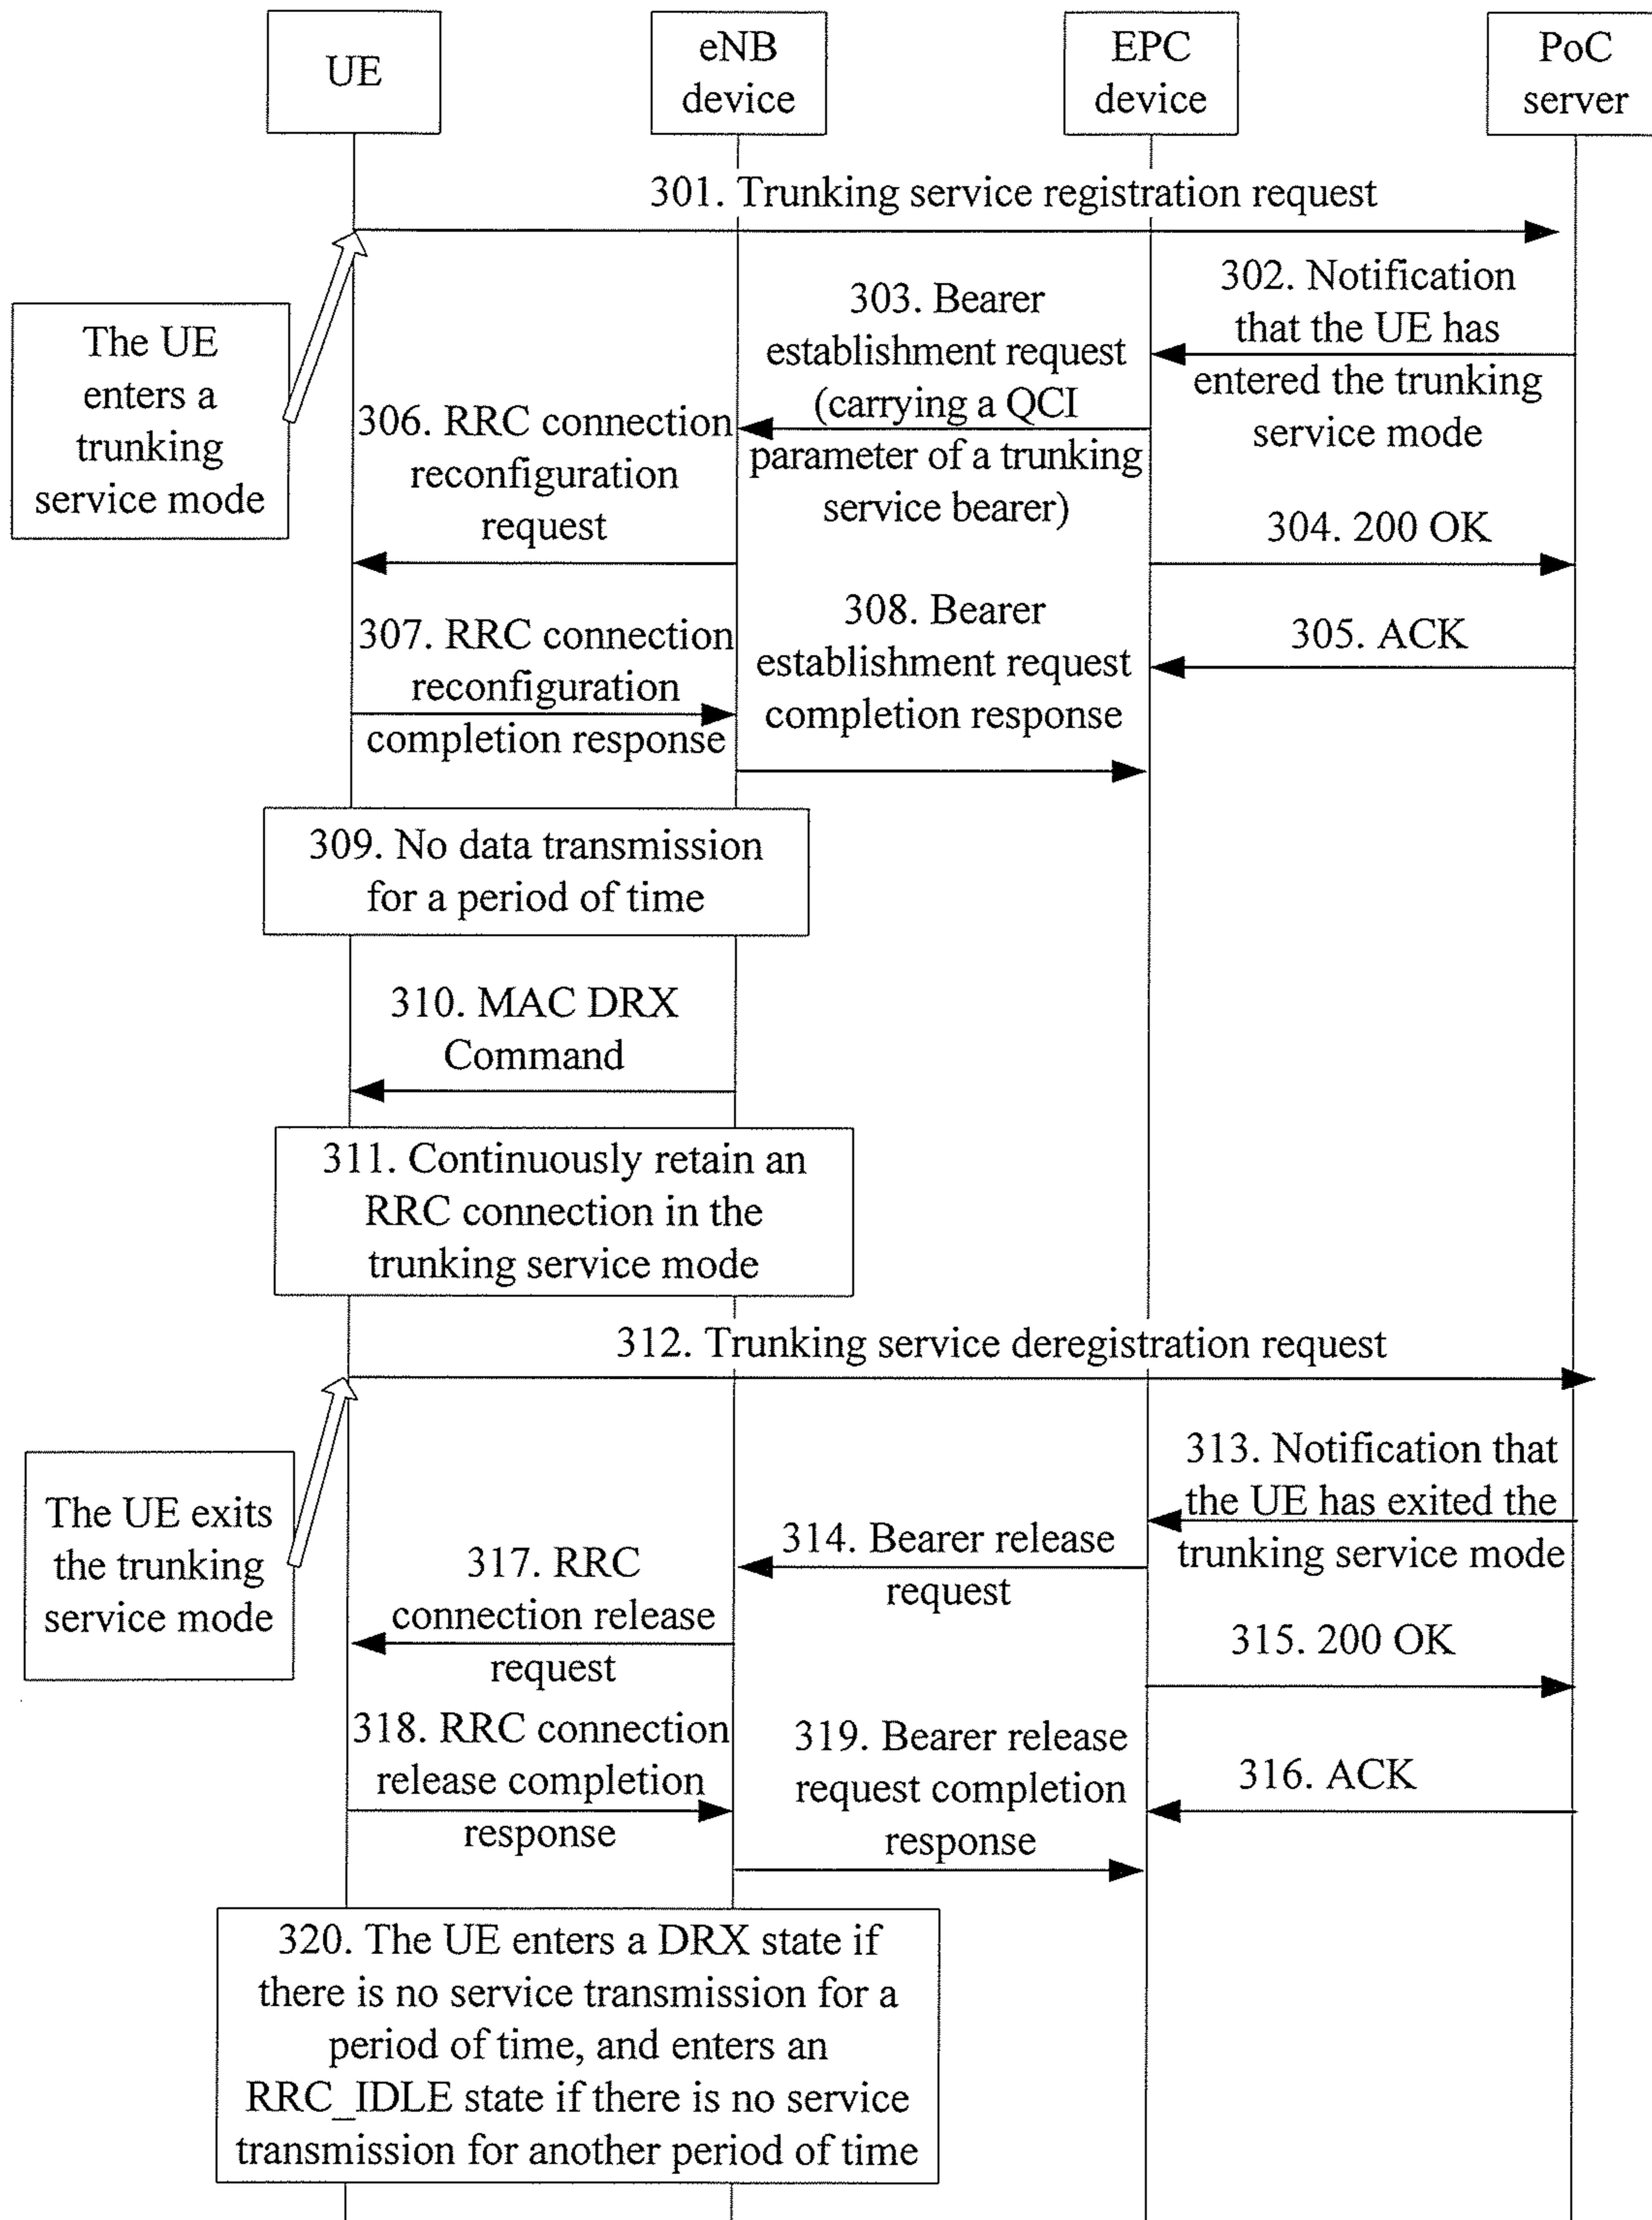 UE
eNB
device
EPC
device
PoC
server
301. Trunking service registration request
The UE
enters a
trunking
service mode
302. Notification
that the UE has
entered the trunking
service mode
303. Bearer
establishment request
(carrying a QCI
parameter of a trunking
service bearer)
304. 200 OK
305. ACK
306. RRC connection
reconfiguration
request
307. RRC connection
reconfiguration
completion response
308. Bearer
establishment request
completion response
309. No data transmission
for a period of time
310. MAC DRX
Command
311. Continuously retain an
RRC connection in the
trunking service mode
312. Trunking service deregistration request
The UE exits
the trunking
service mode
313. Notification that
the UE has exited the
trunking service mode
314. Bearer release
request
315. 200 OK
316. ACK
317. RRC
connection release
request
318. RRC connection
release completion
response
319. Bearer release
request completion
response
320. The UE enters a DRX state if
there is no service transmission for a
period of time, and enters an
RRC_IDLE state if there is no service
transmission for another period of time